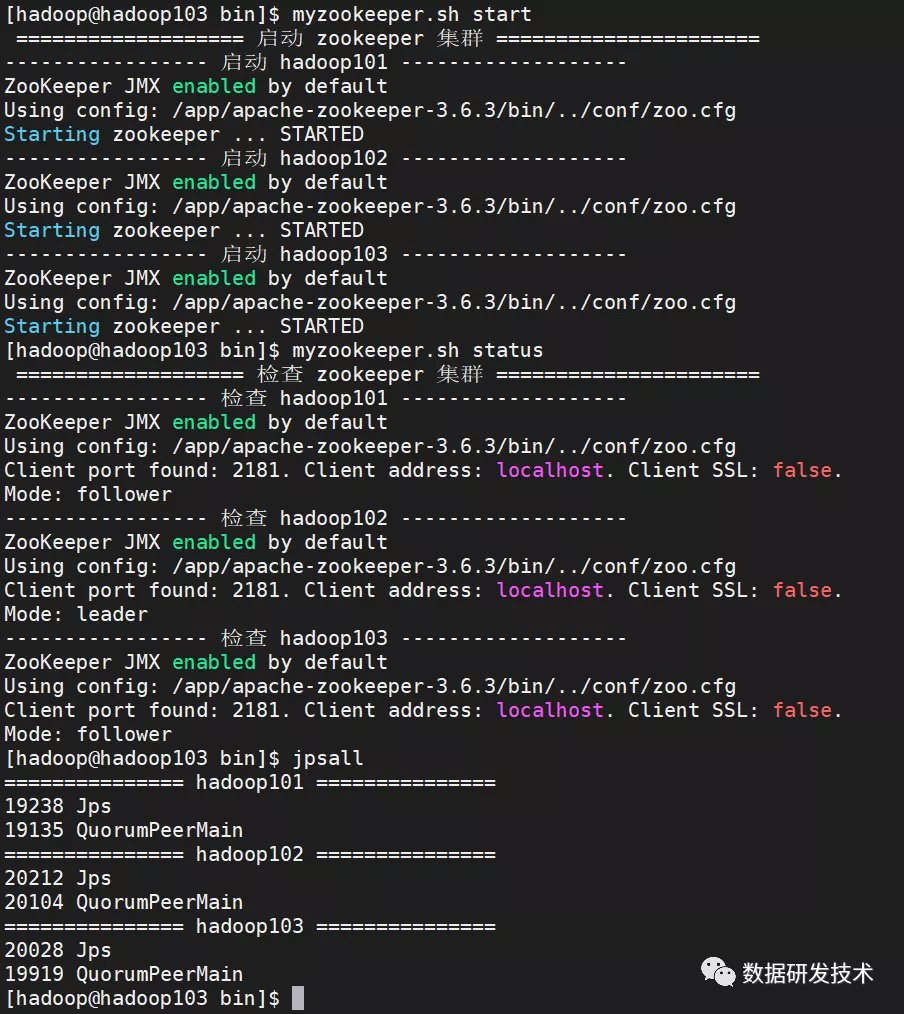 [hadoop@hadoop103 bin]$ myzookeeper.sh start
 =================== 启动 zookeeper 集群 ======================
----------------- 启动 hadoop101 -------------------
ZooKeeper JMX enabled by default
Using config: /app/apache-zookeeper-3.6.3/bin/../conf/zoo.cfg
Starting zookeeper ... STARTED
----------------- 启动 hadoop102 -------------------
ZooKeeper JMX enabled by default
Using config: /app/apache-zookeeper-3.6.3/bin/../conf/zoo.cfg
Starting zookeeper ... STARTED
----------------- 启动 hadoop103 -------------------
ZooKeeper JMX enabled by default
Using config: /app/apache-zookeeper-3.6.3/bin/../conf/zoo.cfg
Starting zookeeper ... STARTED
[hadoop@hadoop103 bin]$ myzookeeper.sh status
 =================== 检查 zookeeper 集群 ======================
----------------- 检查 hadoop101 -------------------
ZooKeeper JMX enabled by default
Using config: /app/apache-zookeeper-3.6.3/bin/../conf/zoo.cfg
Client port found: 2181. Client address: localhost. Client SSL: false.
Mode: follower
----------------- 检查 hadoop102 -------------------
ZooKeeper JMX enabled by default
Using config: /app/apache-zookeeper-3.6.3/bin/../conf/zoo.cfg
Client port found: 2181. Client address: localhost. Client SSL: false.
Mode: leader
----------------- 检查 hadoop103 -------------------
ZooKeeper JMX enabled by default
Using config: /app/apache-zookeeper-3.6.3/bin/../conf/zoo.cfg
Client port found: 2181. Client address: localhost. Client SSL: false.
Mode: follower
[hadoop@hadoop103 bin]$ jpsall
=============== hadoop101 ===============
19238 Jps
19135 QuorumPeerMain
=============== hadoop102 ===============
20212 Jps
20104 QuorumPeerMain
=============== hadoop103 ===============
20028 Jps
19919 QuorumPeerMain
数据研发技术
[hadoop@hadoop103 bin]$